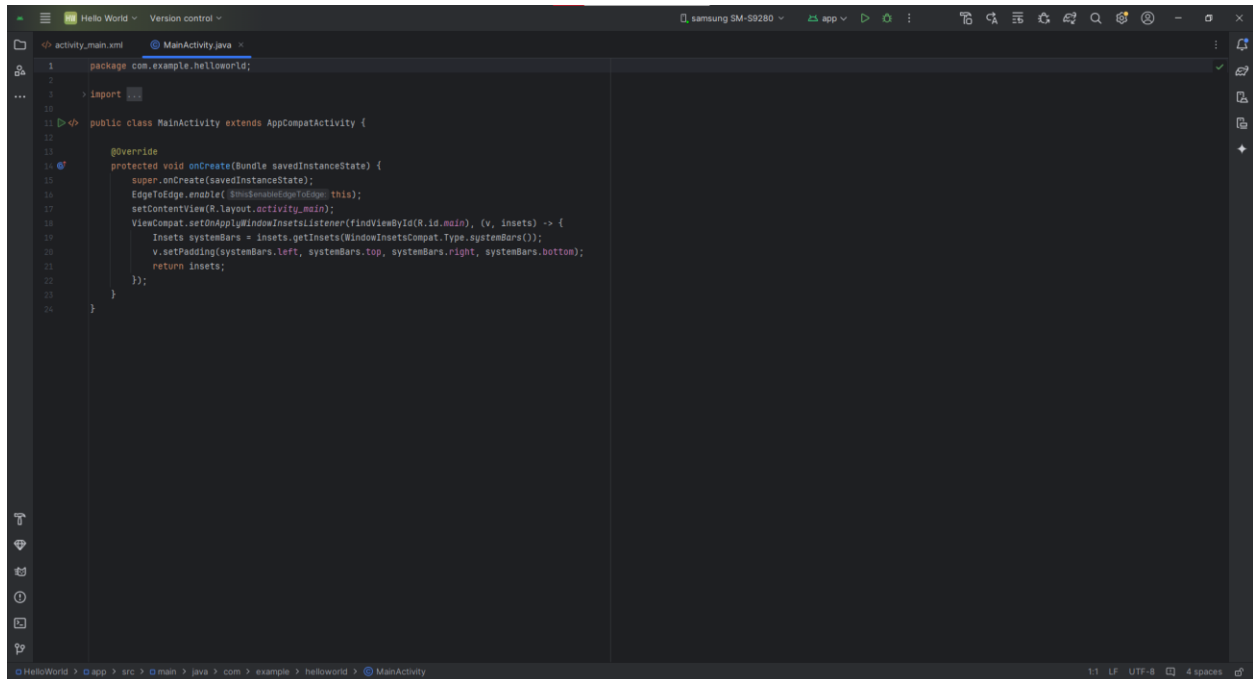 HW Hello World Version control samsung SM-S9280 app
activity_main.xml MainActivity.java
1 package com.example.helloworld;
2
3 import ...
10
11 public class MainActivity extends AppCompatActivity {
12
13 @Override
14 protected void onCreate(Bundle savedInstanceState) {
15 super.onCreate(savedInstanceState);
16 EdgeToEdge.enable( $this$enableEdgeToEdge: this);
17 setContentView(R.layout.activity_main);
18 ViewCompat.setOnApplyWindowInsetsListener(findViewById(R.id.main), (v, insets) -> {
19 Insets systemBars = insets.getInsets(WindowInsetsCompat.Type.systemBars());
20 v.setPadding(systemBars.left, systemBars.top, systemBars.right, systemBars.bottom);
21 return insets;
22 });
23 }
24 }
HelloWorld > app > src > main > java > com > example > helloworld > MainActivity 1:1 LF UTF-8 4 spaces